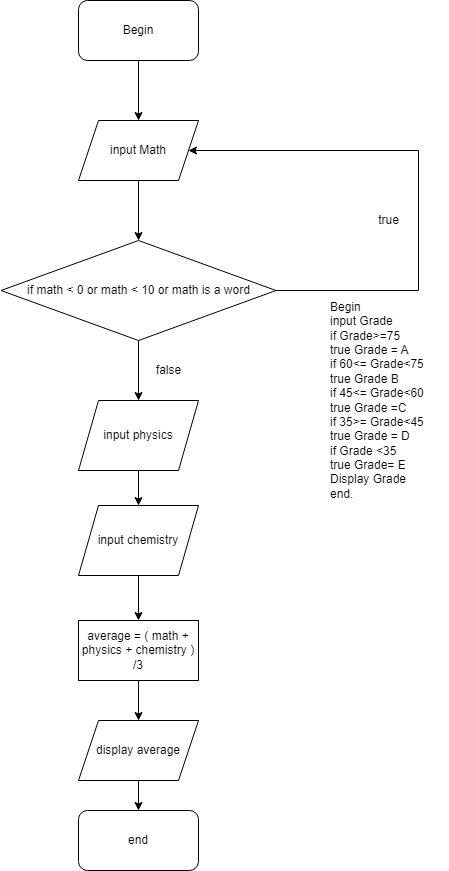 Begin
input Math
true
if math < 0 or math < 10 or math is a word
false
input physics
input chemistry
average = ( math +
physics + chemistry )
/3
display average
end
Begin
input Grade
if Grade>=75
true Grade = A
if 60<= Grade<75
true Grade B
if 45<= Grade<60
true Grade =C
if 35>= Grade<45
true Grade = D
if Grade <35
true Grade= E
Display Grade
end.